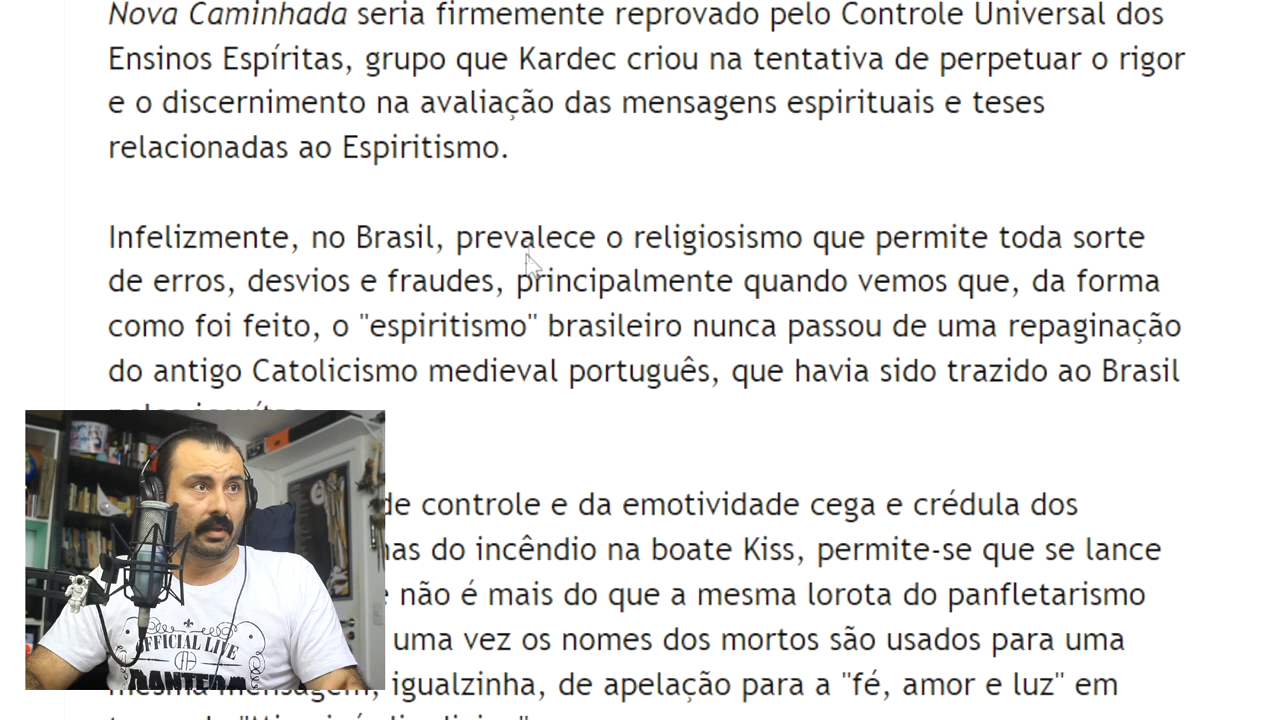 Nova Caminhada seria firmemente reprovado pelo Controle Universal dos
Ensinos Espíritas, grupo que Kardec criou na tentativa de perpetuar o rigor
e o discernimento na avaliação das mensagens espirituais e teses
relacionadas ao Espiritismo.
Infelizmente, no Brasil, prevalece o religiosismo que permite toda sorte
de erros, desvios e fraudes, principalmente quando vemos que, da forma
como foi feito, o "espiritismo" brasileiro nunca passou de uma repaginação
do antigo Catolicismo medieval português, que havia sido trazido ao Brasil
de controle e da emotividade cega e crédula dos
do incêndio na boate Kiss, permite-se que se lance
não é mais do que a mesma lorota do panfletarismo
uma vez os nomes dos mortos são usados para uma
mensagem, igualzinha, de apelação para a "fé, amor e luz" em
OFFICIAL LIVE
PANTERA